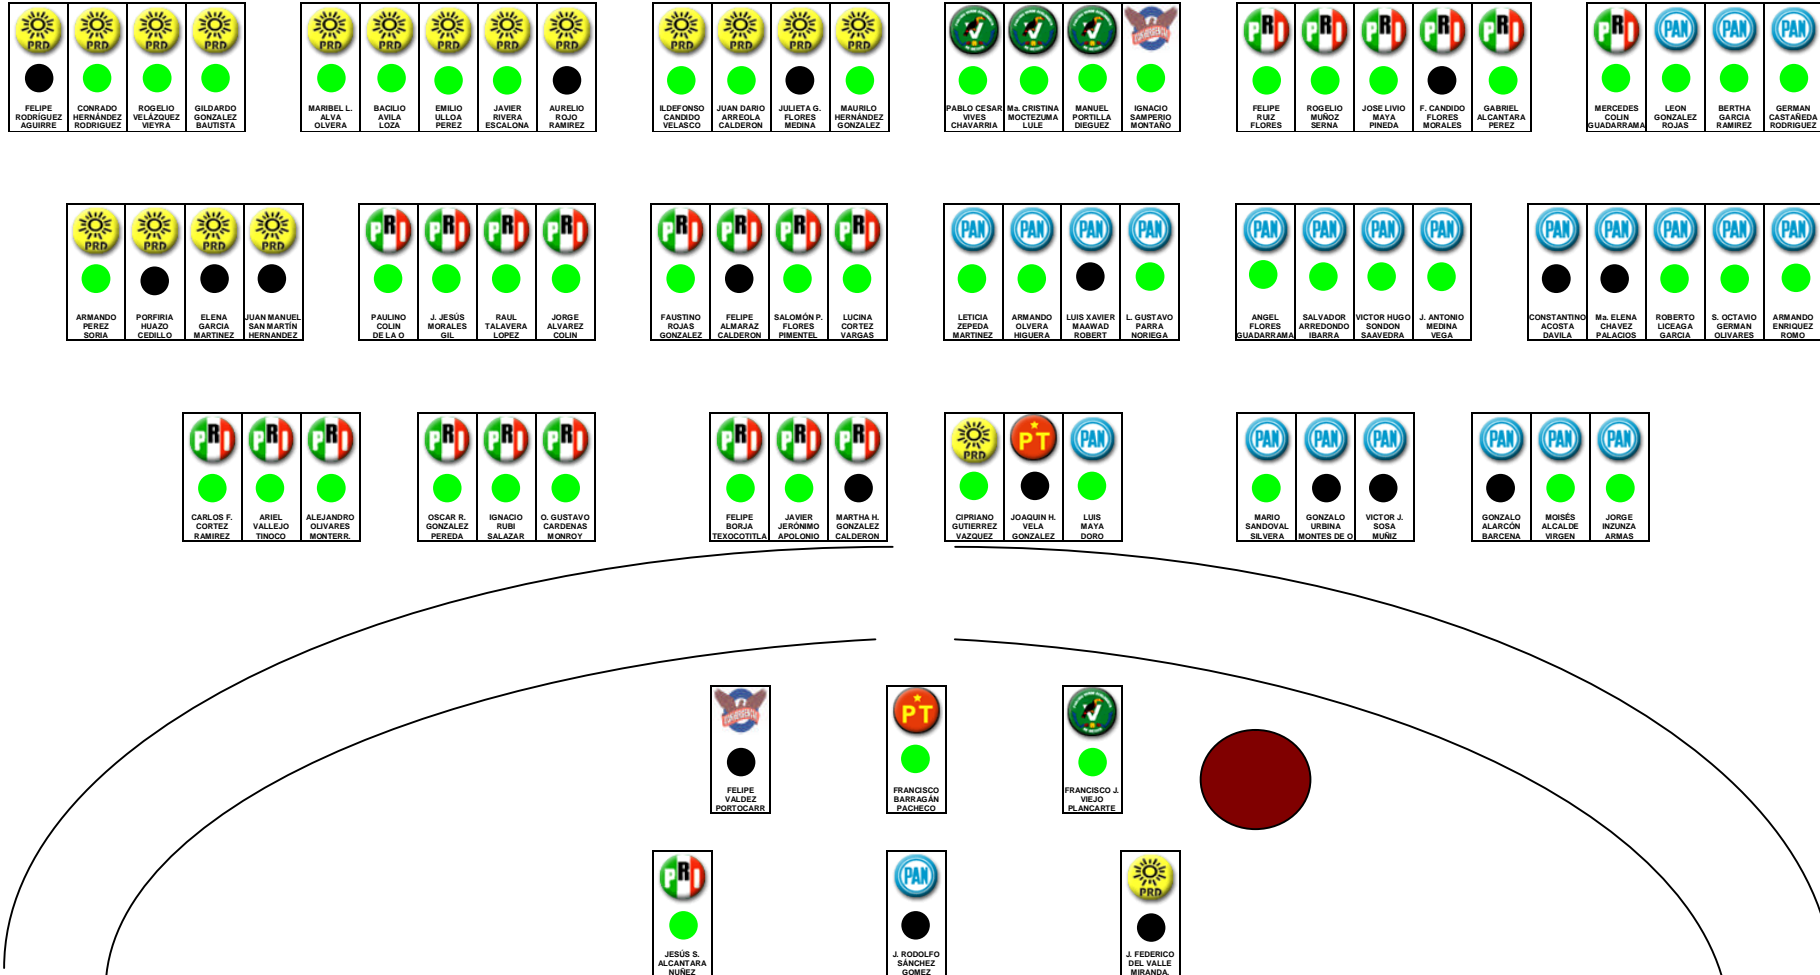 PRD PRD PRD PRD
FELIPE RODRÍGUEZ AGUIRRE
CONRADO HERNÁNDEZ RODRIGUEZ
ROGELIO VELÁZQUEZ VIEYRA
GILDARDO GONZALEZ BAUTISTA
PRD PRD PRD PRD PRD
MARIBEL L. ALVA OLVERA
BACILIO AVILA LOZA
EMILIO ULLOA PEREZ
JAVIER RIVERA ESCALONA
AURELIO ROJO RAMIREZ
PRD PRD PRD PRD
ILDEFONSO CANDIDO VELASCO
JUAN DARIO ARREOLA CALDERON
JULIETA G. FLORES MEDINA
MAURILO HERNÁNDEZ GONZALEZ
CONVERGENCIA
PABLO CESAR VIVES CHAVARRIA
Ma. CRISTINA MOCTEZUMA LULE
MANUEL PORTILLA DIEGUEZ
IGNACIO SAMPERIO MONTAÑO
PRI PRI PRI PRI PRI
FELIPE RUIZ FLORES
ROGELIO MUÑOZ SERNA
JOSE LIVIO MAYA PINEDA
F. CANDIDO FLORES MORALES
GABRIEL ALCANTARA PEREZ
PRI PAN PAN PAN
MERCEDES COLIN GUADARRAMA
LEON GONZALEZ ROJAS
BERTHA GARCIA RAMIREZ
GERMAN CASTAÑEDA RODRIGUEZ
PRD PRD PRD PRD
ARMANDO PEREZ SORIA
PORFIRIA HUAZO CEDILLO
ELENA GARCIA MARTINEZ
JUAN MANUEL SAN MARTÍN HERNANDEZ
PRI PRI PRI PRI
PAULINO COLIN DE LA O
J. JESÚS MORALES GIL
RAUL TALAVERA LOPEZ
JORGE ALVAREZ COLIN
PRI PRI PRI PRI
FAUSTINO ROJAS GONZALEZ
FELIPE ALMARAZ CALDERON
SALOMÓN P. FLORES PIMENTEL
LUCINA CORTEZ VARGAS
PAN PAN PAN PAN
LETICIA ZEPEDA MARTINEZ
ARMANDO OLVERA HIGUERA
LUIS XAVIER MAAWAD ROBERT
L. GUSTAVO PARRA NORIEGA
PAN PAN PAN PAN
ANGEL FLORES GUADARRAMA
SALVADOR ARREDONDO IBARRA
VICTOR HUGO SONDON SAAVEDRA
J. ANTONIO MEDINA VEGA
PAN PAN PAN PAN PAN
CONSTANTINO ACOSTA DAVILA
Ma. ELENA CHAVEZ PALACIOS
ROBERTO LICEAGA GARCIA
S. OCTAVIO GERMAN OLIVARES
ARMANDO ENRIQUEZ ROMO
PRI PRI PRI
CARLOS F. CORTEZ RAMIREZ
ARIEL VALLEJO TINOCO
ALEJANDRO OLIVARES MONTERR.
PRI PRI PRI
OSCAR R. GONZALEZ PEREDA
IGNACIO RUBI SALAZAR
O. GUSTAVO CARDENAS MONROY
PRI PRI PRI
FELIPE BORJA TEXOCOTITLA
JAVIER JERÓNIMO APOLONIO
MARTHA H. GONZALEZ CALDERON
PRD PT PAN
CIPRIANO GUTIERREZ VAZQUEZ
JOAQUIN H. VELA GONZALEZ
LUIS MAYA DORO
PAN PAN PAN
MARIO SANDOVAL SILVERA
GONZALO URBINA MONTES DE O
VICTOR J. SOSA MUÑIZ
PAN PAN PAN
GONZALO ALARCÓN BARCENA
MOISÉS ALCALDE VIRGEN
JORGE INZUNZA ARMAS
CONVERGENCIA
FELIPE VALDEZ PORTOCARR
PT
FRANCISCO BARRAGÁN PACHECO
FRANCISCO J. VIEJO PLANCARTE
PRI
JESÚS S. ALCANTARA NUÑEZ
PAN
J. RODOLFO SÁNCHEZ GOMEZ
PRD
J. FEDERICO DEL VALLE MIRANDA.